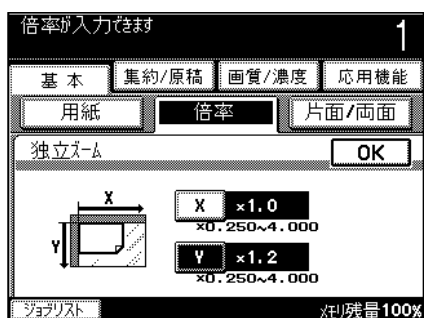 倍率が入力できます 1
基本 集約/原稿 画質/濃度 応用機能
用紙 倍率 片面/両面
独立ズーム OK
X
X ×1.0
×0.250~4.000
Y
Y ×1.2
×0.250~4.000
ジョブリスト メモリ残量100%